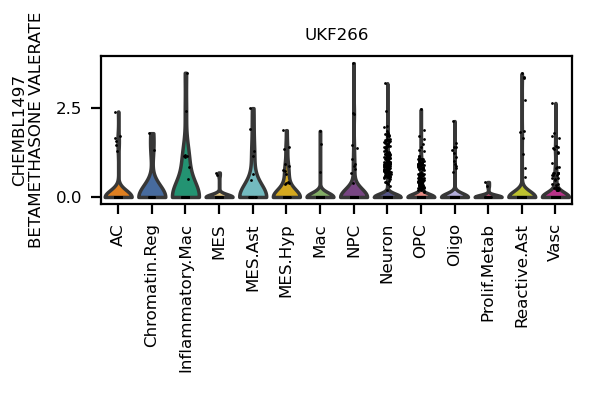 UKF266
CHEMBL1497
BETAMETHASONE VALERATE
2.5
0.0
AC
Chromatin.Reg
Inflammatory.Mac
MES
MES.Ast
MES.Hyp
Mac
NPC
Neuron
OPC
Oligo
Prolif.Metab
Reactive.Ast
Vasc